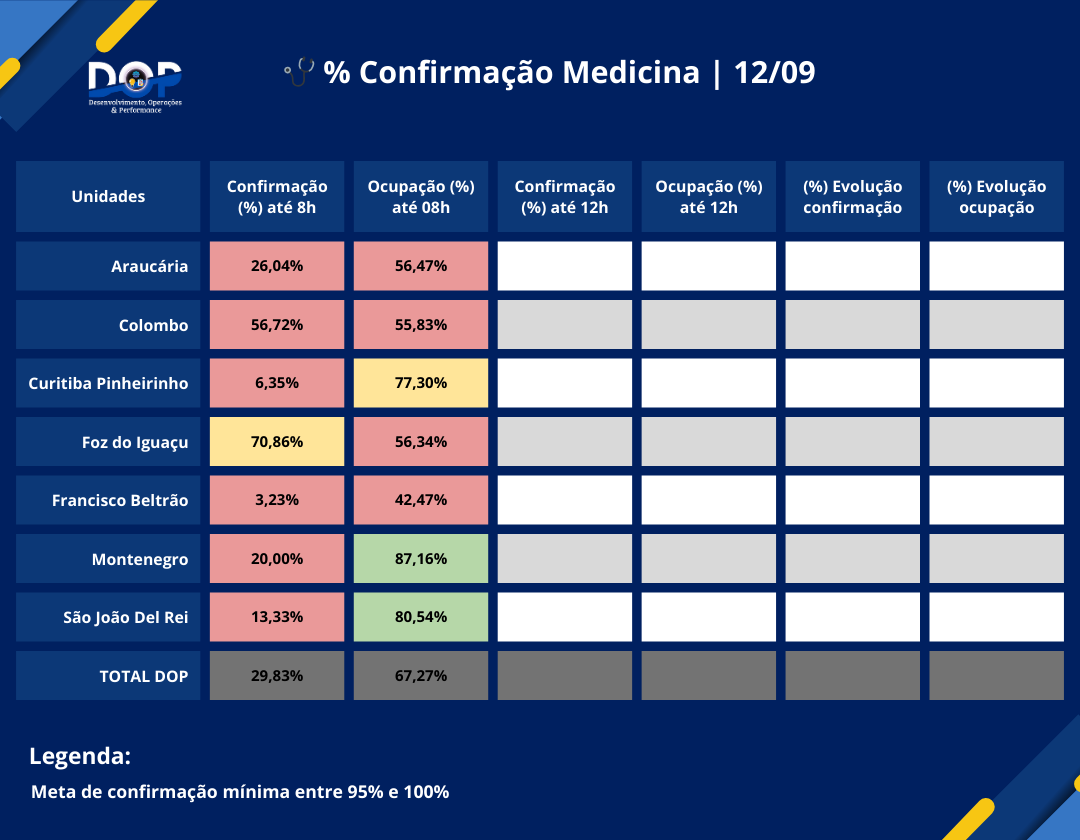 DOP
Desenvolvimento, Operações
& Performance
% Confirmação Medicina | 12/09
Unidades
Confirmação
(%) até 8h
Ocupação (%)
até 08h
Confirmação
(%) até 12h
Ocupação (%)
até 12h
(%) Evolução
confirmação
(%) Evolução
ocupação
Araucária 26,04% 56,47%
Colombo 56,72% 55,83%
Curitiba Pinheirinho 6,35% 77,30%
Foz do Iguaçu 70,86% 56,34%
Francisco Beltrão 3,23% 42,47%
Montenegro 20,00% 87,16%
São João Del Rei 13,33% 80,54%
TOTAL DOP 29,83% 67,27%
Legenda:
Meta de confirmação mínima entre 95% e 100%